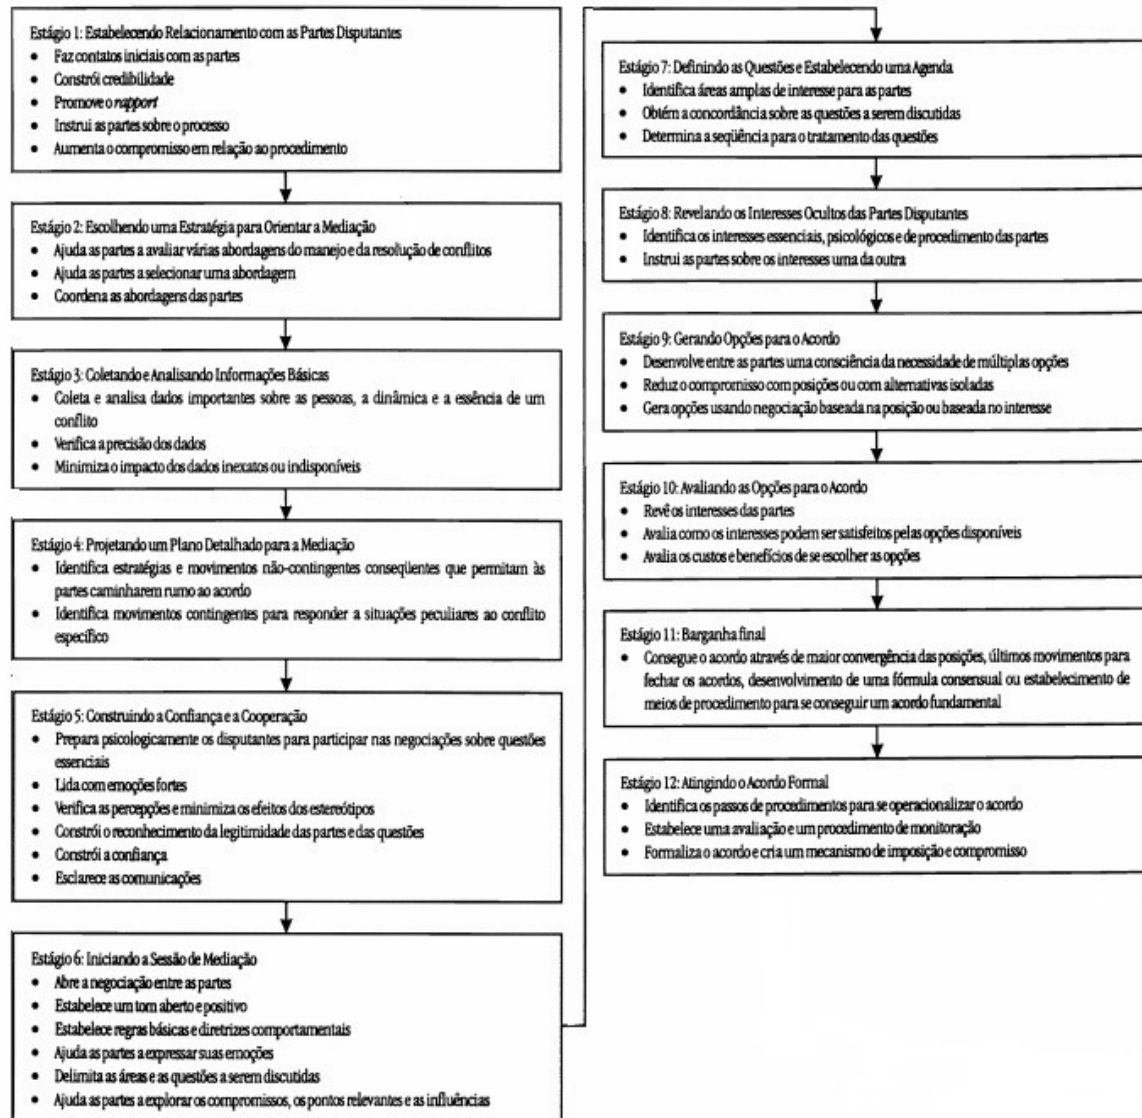 Estágio 1: Estabelecendo Relacionamento com as Partes Disputantes
• Faz contatos iniciais com as partes
• Constrói credibilidade
• Promove o rapport
• Instrui as partes sobre o processo
• Aumenta o compromisso em relação ao procedimento
Estágio 2: Escolhendo uma Estratégia para Orientar a Mediação
• Ajuda as partes a avaliar várias abordagens do manejo e da resolução de conflitos
• Ajuda as partes a selecionar uma abordagem
• Coordena as abordagens das partes
Estágio 3: Coletando e Analisando Informações Básicas
• Coleta e analisa dados importantes sobre as pessoas, a dinâmica e a essência de um
conflito
• Verifica a precisão dos dados
• Minimiza o impacto dos dados inexatos ou indisponíveis
Estágio 4: Projetando um Plano Detalhado para a Mediação
• Identifica estratégias e movimentos não-contingentes conseqüentes que permitam às
partes caminharem rumo ao acordo
• Identifica movimentos contingentes para responder a situações peculiares ao conflito
específico
Estágio 5: Construindo a Confiança e a Cooperação
• Prepara psicologicamente os disputantes para participar nas negociações sobre questões
essenciais
• Lida com emoções fortes
• Verifica as percepções e minimiza os efeitos dos estereótipos
• Constrói o reconhecimento da legitimidade das partes e das questões
• Constrói a confiança
• Esclarece as comunicações
Estágio 6: Iniciando a Sessão de Mediação
• Abre a negociação entre as partes
• Estabelece um tom aberto e positivo
• Estabelece regras básicas e diretrizes comportamentais
• Ajuda as partes a expressar suas emoções
• Delimita as áreas e as questões a serem discutidas
• Ajuda as partes a explorar os compromissos, os pontos relevantes e as influências
Estágio 7: Definindo as Questões e Estabelecendo uma Agenda
• Identifica áreas amplas de interesse para as partes
• Obtém a concordância sobre as questões a serem discutidas
• Determina a seqüência para o tratamento das questões
Estágio 8: Revelando os Interesses Ocultos das Partes Disputantes
• Identifica os interesses essenciais, psicológicos e de procedimento das partes
• Instrui as partes sobre os interesses uma da outra
Estágio 9: Gerando Opções para o Acordo
• Desenvolve entre as partes uma consciência da necessidade de múltiplas opções
• Reduz o compromisso com posições ou com alternativas isoladas
• Gera opções usando negociação baseada na posição ou baseada no interesse
Estágio 10: Avaliando as Opções para o Acordo
• Revê os interesses das partes
• Avalia como os interesses podem ser satisfeitos pelas opções disponíveis
• Avalia os custos e benefícios de se escolher as opções
Estágio 11: Barganha final
• Consegue o acordo através de maior convergência das posições, últimos movimentos para
fechar os acordos, desenvolvimento de uma fórmula consensual ou estabelecimento de
meios de procedimento para se conseguir um acordo fundamental
Estágio 12: Atingindo o Acordo Formal
• Identifica os passos de procedimentos para se operacionalizar o acordo
• Estabelece uma avaliação e um procedimento de monitoração
• Formaliza o acordo e cria um mecanismo de imposição e compromisso